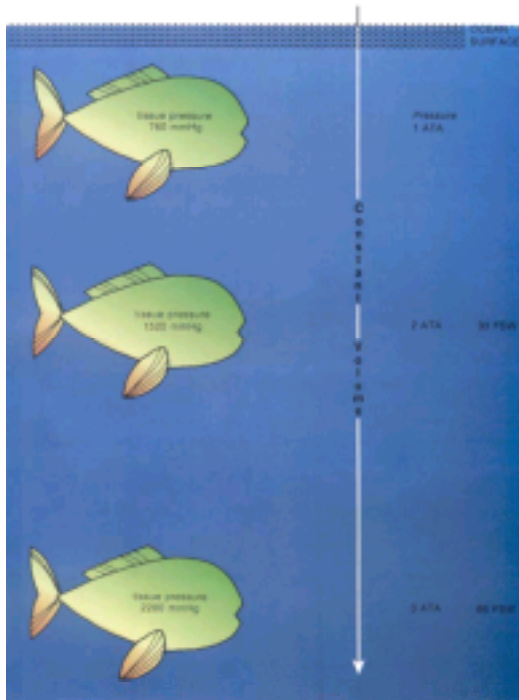 OCEAN
SURFACE
tissue pressure
760 mmHg
Pressure
1 ATA
Constant Volume
tissue pressure
1520 mmHg
2 ATA
33 FSW
tissue pressure
2280 mmHg
3 ATA
66 FSW